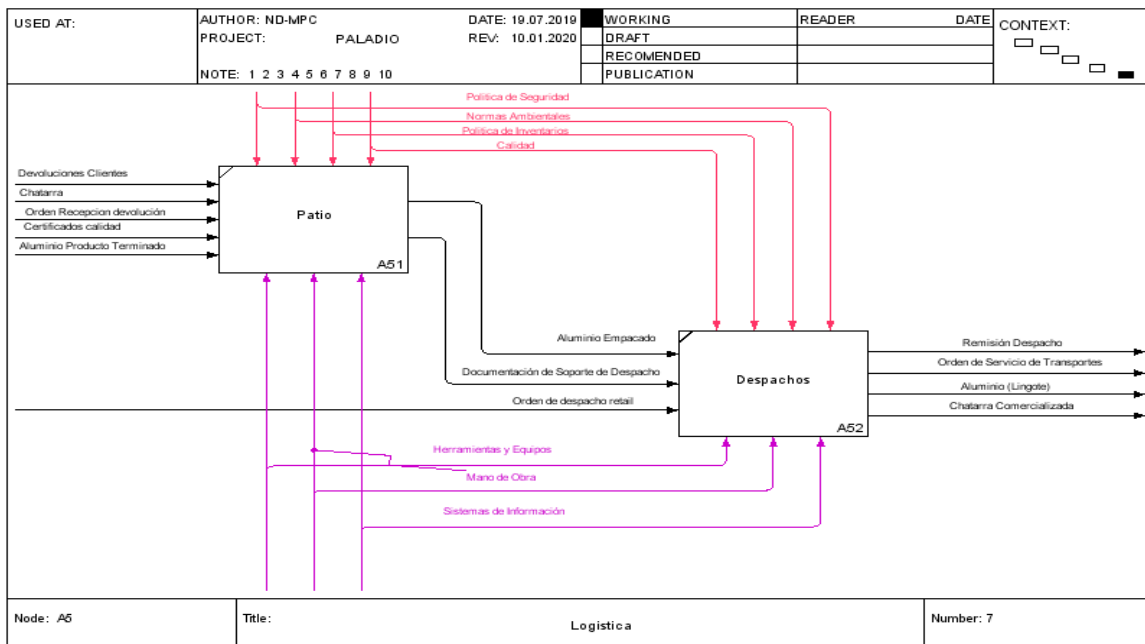 USED AT:
AUTHOR: ND-MPC
DATE: 19.07.2019
PROJECT: PALADIO
REV: 10.01.2020
NOTE: 1 2 3 4 5 6 7 8 9 10
WORKING
DRAFT
RECOMENDED
PUBLICATION
READER
DATE
CONTEXT:
Politica de Seguridad
Normas Ambientales
Politica de Inventarios
Calidad
Devoluciones Clientes
Chatarra
Orden Recepcion devolución
Certificados calidad
Aluminio Producto Terminado
Patio
A51
Aluminio Empacado
Documentación de Soporte de Despacho
Orden de despacho retail
Despachos
A52
Remisión Despacho
Orden de Servicio de Transportes
Aluminio (Lingote)
Chatarra Comercializada
Herramientas y Equipos
Mano de Obra
Sistemas de Información
Node: A5
Title: Logistica
Number: 7